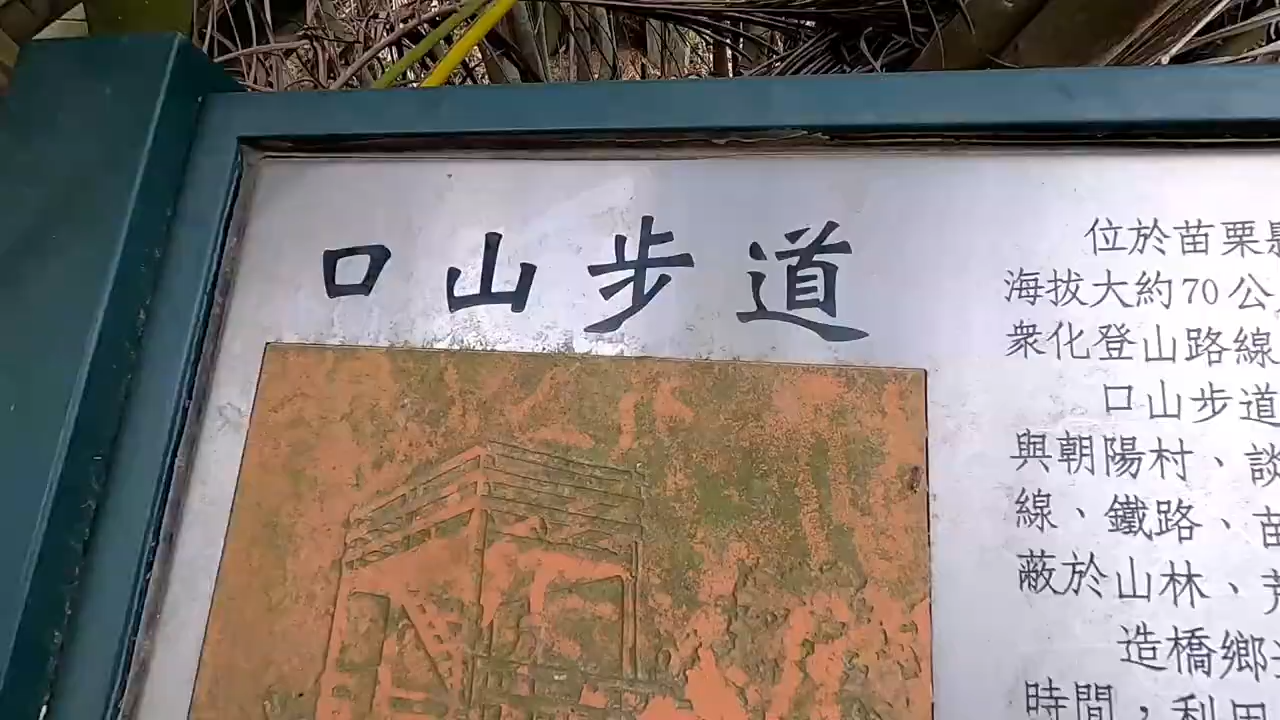 口山步道
位於苗栗縣
海拔大約70公
眾化登山路線
口山步道
與朝陽村、談
線、鐵路、苗
蔽於山林、
造橋鄉
時間，利用